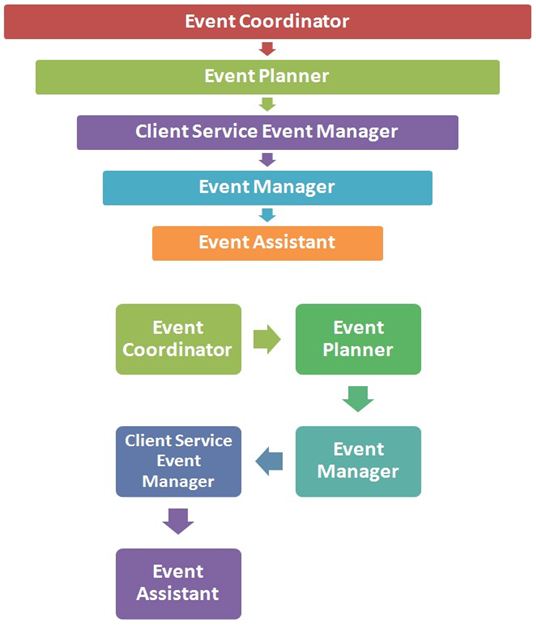 Event Coordinator
Event Planner
Client Service Event Manager
Event Manager
Event Assistant
Event
Coordinator
Event
Planner
Client Service
Event
Manager
Event
Manager
Event
Assistant